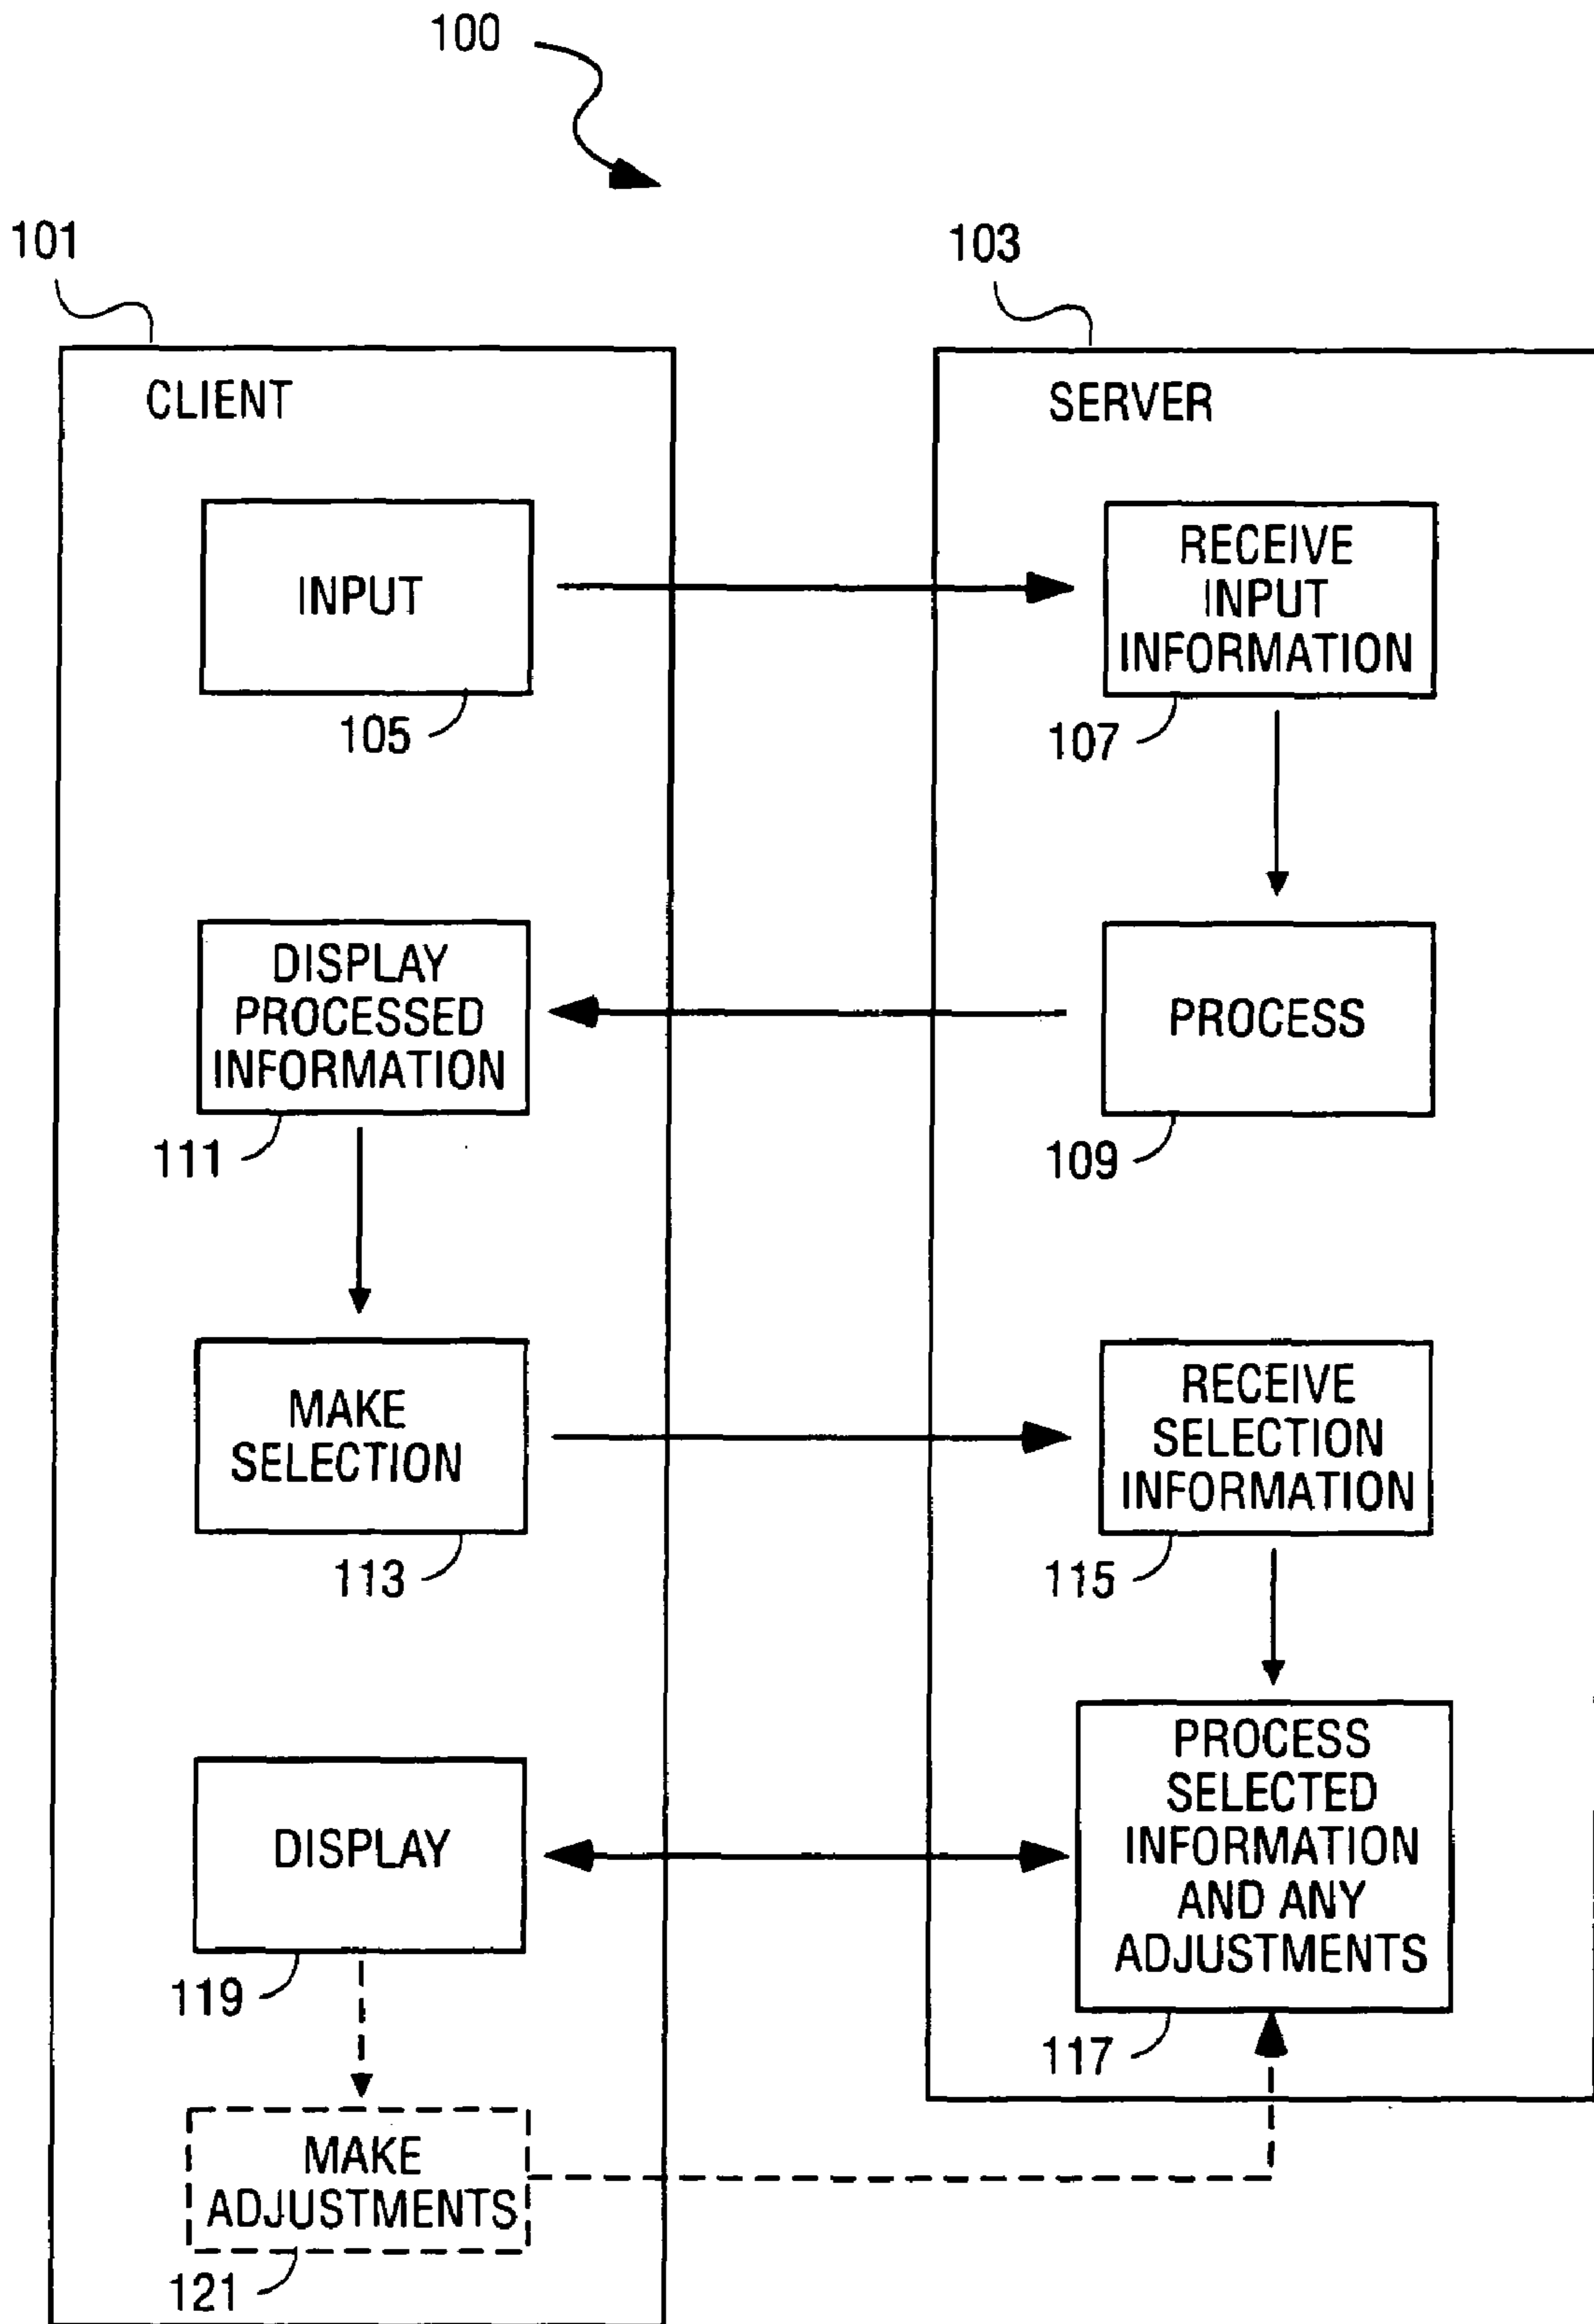 100
101
103
CLIENT
SERVER
INPUT
105
RECEIVE
INPUT
INFORMATION
107
DISPLAY
PROCESSED
INFORMATION
111
PROCESS
109
MAKE
SELECTION
113
RECEIVE
SELECTION
INFORMATION
115
DISPLAY
119
PROCESS
SELECTED
INFORMATION
AND ANY
ADJUSTMENTS
117
MAKE
ADJUSTMENTS
121